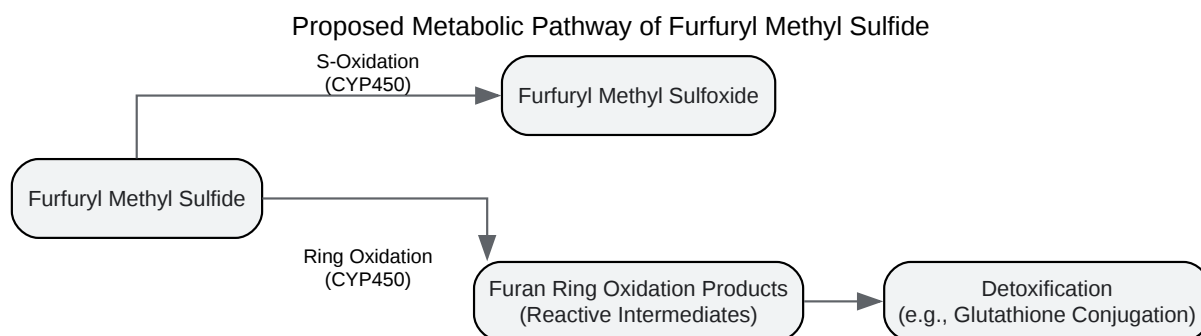 Proposed Metabolic Pathway of Furfuryl Methyl Sulfide
S-Oxidation
(CYP450)
Furfuryl Methyl Sulfoxide
Furfuryl Methyl Sulfide
Ring Oxidation
(CYP450)
Furan Ring Oxidation Products
(Reactive Intermediates)
Detoxification
(e.g., Glutathione Conjugation)